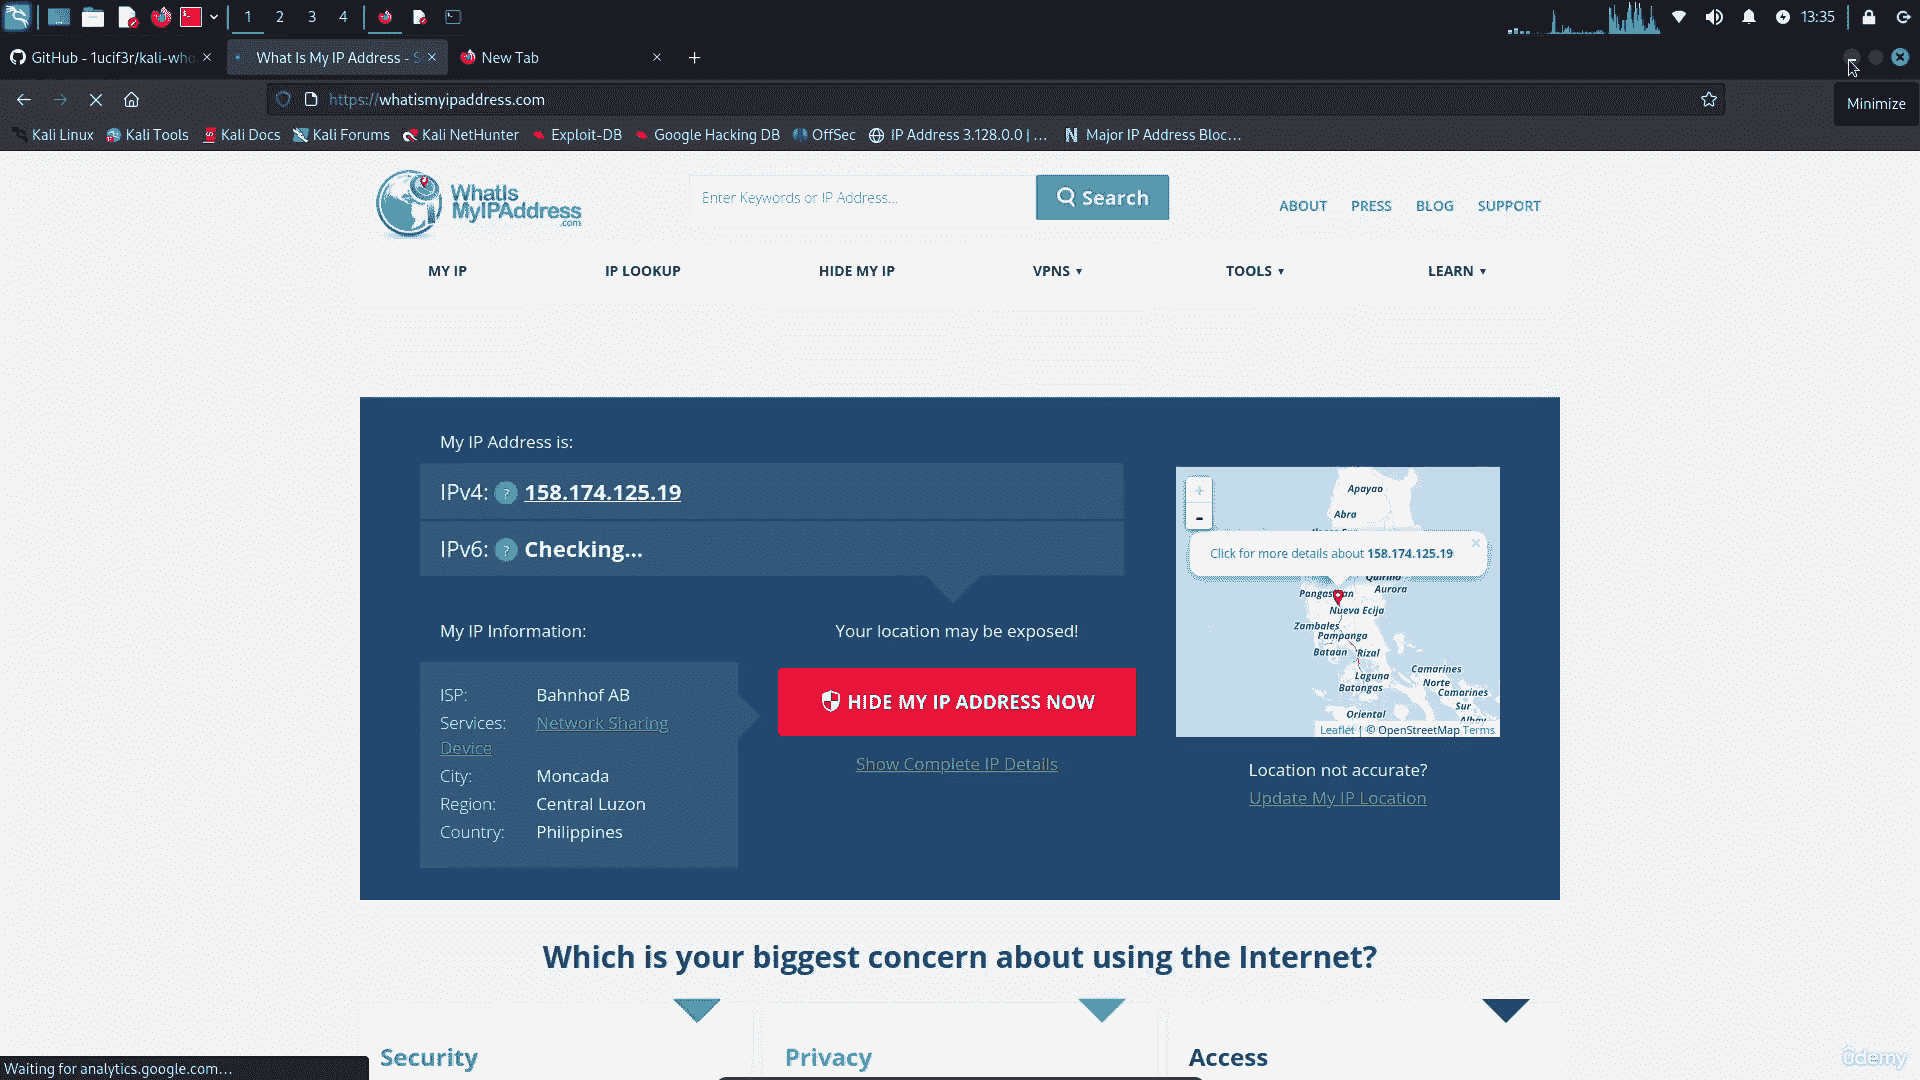 1 2 3 4
13:35
GitHub - 1ucif3r/kali-who
What Is My IP Address - S
New Tab
https://whatismyipaddress.com
Minimize
Kali Linux Kali Tools Kali Docs Kali Forums Kali NetHunter Exploit-DB Google Hacking DB OffSec IP Address 3.128.0.0 | ... Major IP Address Bloc...
WhatIs
MyIPAddress
.com
Enter Keywords or IP Address...
Search
ABOUT PRESS BLOG SUPPORT
MY IP IP LOOKUP HIDE MY IP VPNS TOOLS LEARN
My IP Address is:
IPv4: ? 158.174.125.19
IPv6: ? Checking...
My IP Information:
ISP: Bahnhof AB
Services: Network Sharing
Device
City: Moncada
Region: Central Luzon
Country: Philippines
Your location may be exposed!
HIDE MY IP ADDRESS NOW
Show Complete IP Details
+
-
Apayao
Abra
Click for more details about 158.174.125.19
×
Quirino
Aurora
Nueva Ecija
Zambales
Pampanga
Bataan Rizal
Laguna
Batangas
Camarines
Norte
Camarines
Sur
Albay
Oriental
Leaflet | © OpenStreetMap Terms
Location not accurate?
Update My IP Location
Which is your biggest concern about using the Internet?
Security
Privacy
Access
Waiting for analytics.google.com...
ûdemy